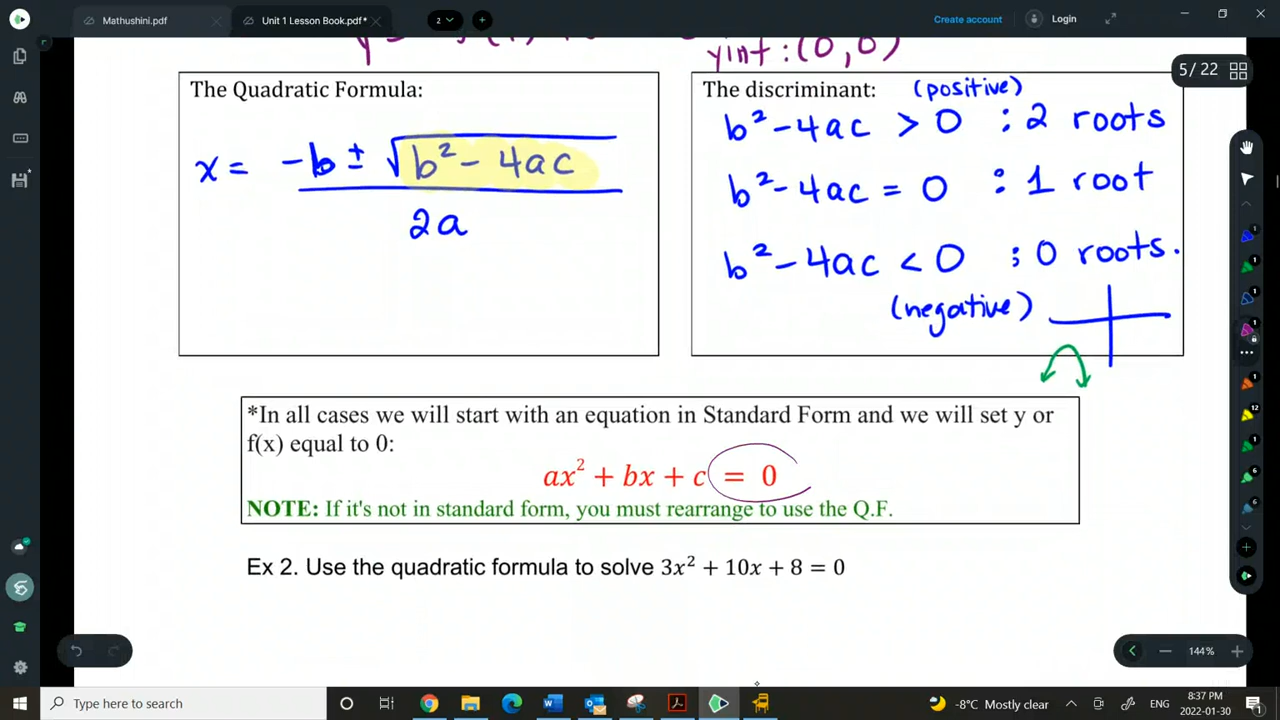 Mathushini.pdf
Unit 1 Lesson Book.pdf*
2
Create account
Login
yint : (0,0)
5/22
The Quadratic Formula:
x = -b ± √b² - 4ac
2a
The discriminant: (positive)
b² - 4ac > 0 : 2 roots
b² - 4ac = 0 : 1 root
b² - 4ac < 0 ; 0 roots.
(negative)
*In all cases we will start with an equation in Standard Form and we will set y or
f(x) equal to 0:
ax² + bx + c = 0
NOTE: If it's not in standard form, you must rearrange to use the Q.F.
Ex 2. Use the quadratic formula to solve 3x² + 10x + 8 = 0
144%
Type here to search
-8°C Mostly clear
ENG
8:37 PM
2022-01-30